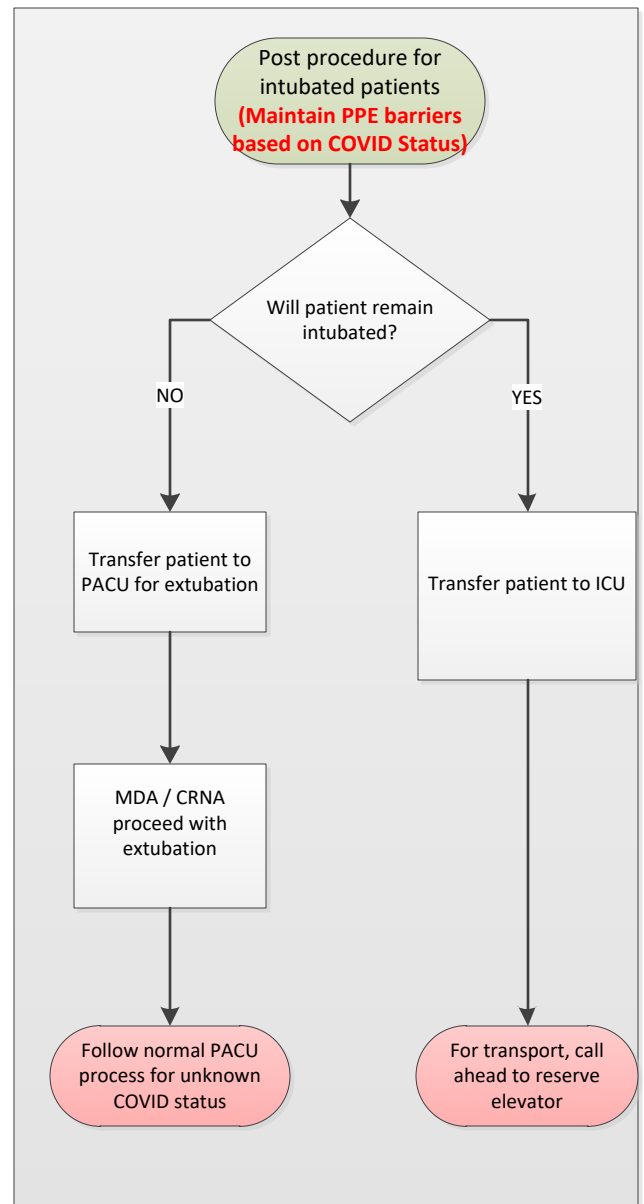 Post procedure for
intubated patients
(Maintain PPE barriers
based on COVID Status)
Will patient remain
intubated?
NO
YES
Transfer patient to
PACU for extubation
Transfer patient to ICU
MDA / CRNA
proceed with
extubation
Follow normal PACU
process for unknown
COVID status
For transport, call
ahead to reserve
elevator